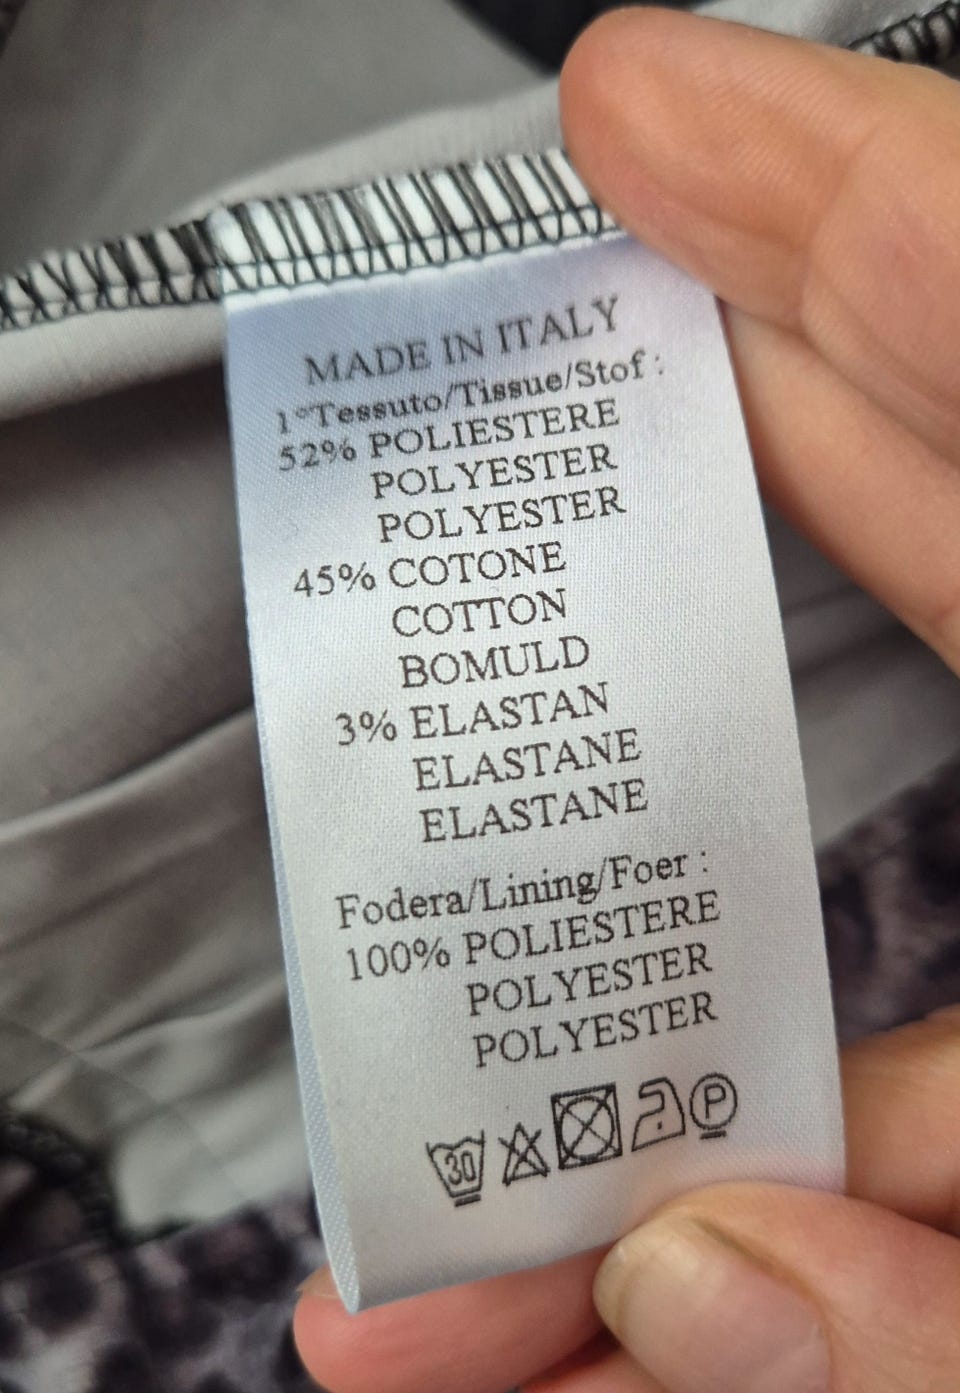 MADE IN ITALY
1°Tessuto/Tissue/Stof :
52% POLIESTERE
POLYESTER
POLYESTER
45% COTONE
COTTON
BOMULD
3% ELASTAN
ELASTANE
ELASTANE
Fodera/Lining/Foer :
100% POLIESTERE
POLYESTER
POLYESTER
30 P